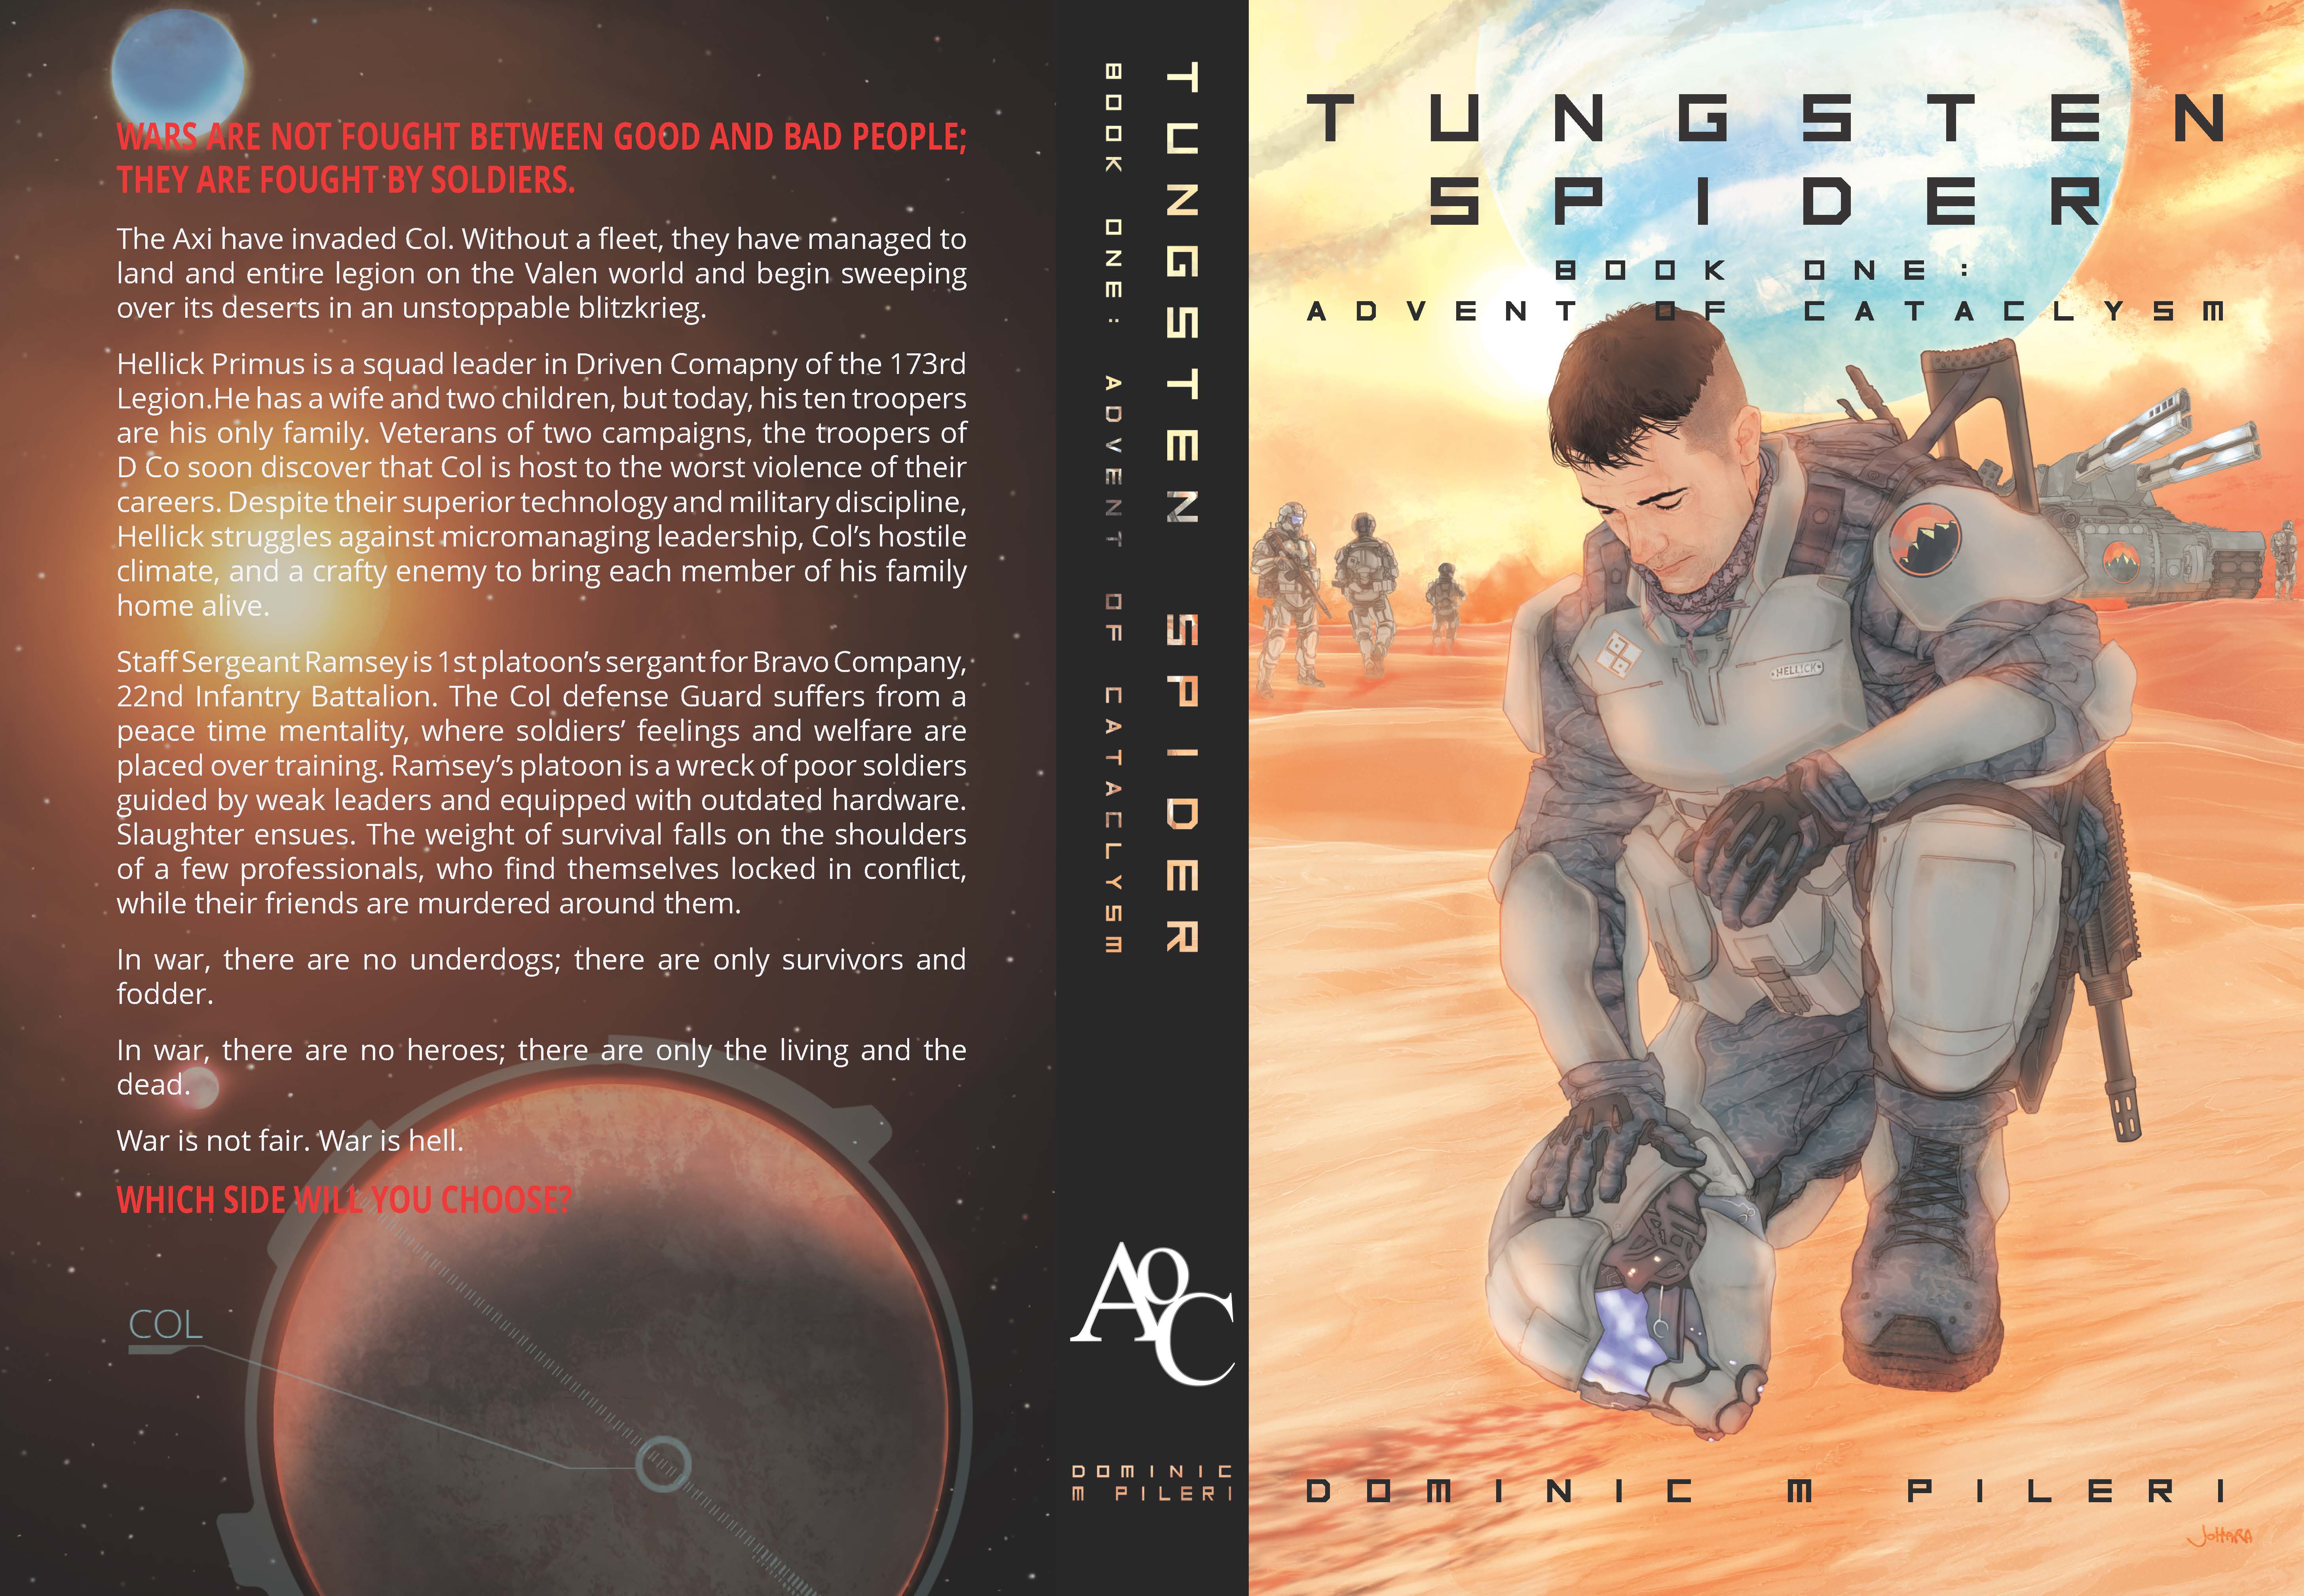 WARS ARE NOT FOUGHT BETWEEN GOOD AND BAD PEOPLE;
THEY ARE FOUGHT BY SOLDIERS.
The Axi have invaded Col. Without a fleet, they have managed to
land and entire legion on the Valen world and begin sweeping
over its deserts in an unstoppable blitzkrieg.
Hellick Primus is a squad leader in Driven Comapny of the 173rd
Legion.He has a wife and two children, but today, his ten troopers
are his only family. Veterans of two campaigns, the troopers of
D Co soon discover that Col is host to the worst violence of their
careers. Despite their superior technology and military discipline,
Hellick struggles against micromanaging leadership, Col’s hostile
climate, and a crafty enemy to bring each member of his family
home alive.
Staff Sergeant Ramsey is 1st platoon’s sergant for Bravo Company,
22nd Infantry Battalion. The Col defense Guard suffers from a
peace time mentality, where soldiers’ feelings and welfare are
placed over training. Ramsey’s platoon is a wreck of poor soldiers
guided by weak leaders and equipped with outdated hardware.
Slaughter ensues. The weight of survival falls on the shoulders
of a few professionals, who find themselves locked in conflict,
while their friends are murdered around them.
In war, there are no underdogs; there are only survivors and
fodder.
In war, there are no heroes; there are only the living and the
dead.
War is not fair. War is hell.
WHICH SIDE WILL YOU CHOOSE?
COL
TUNGSTEN SPIDER
BOOK ONE: ADVENT OF CATACLYSM
AoC
DOMINIC
M PILERI
TUNGSTEN
SPIDER
BOOK ONE:
ADVENT OF CATACLYSM
HELLICK
DOMINIC M PILERI
JoHARA